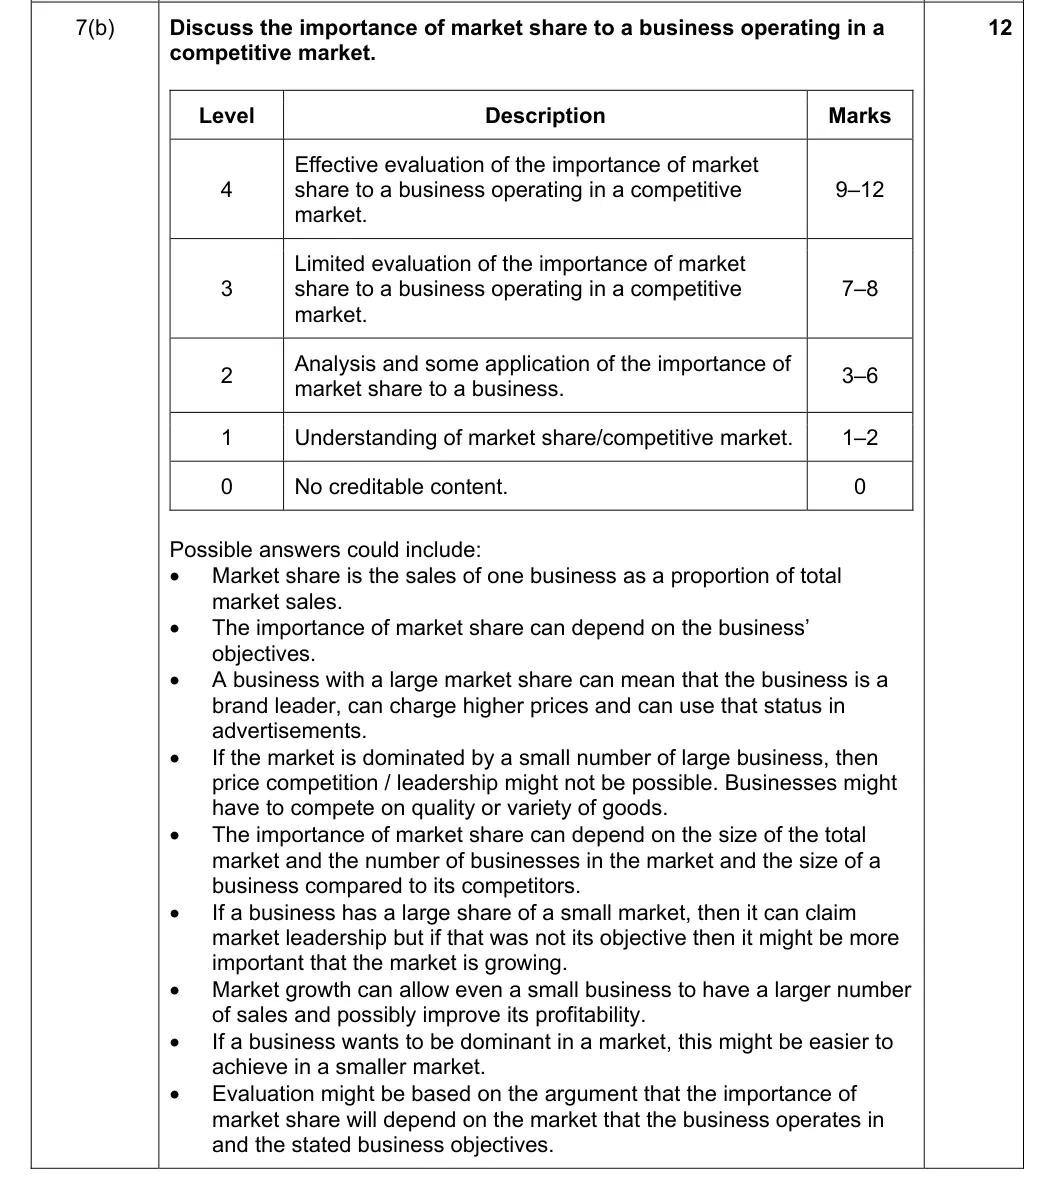 7(b) Discuss the importance of market share to a business operating in a 12
competitive market.
Level Description Marks
Effective evaluation of the importance of market
4 share to a business operating in a competitive 9–12
market.
Limited evaluation of the importance of market
3 share to a business operating in a competitive 7–8
market.
2 Analysis and some application of the importance of 3–6
market share to a business.
1 Understanding of market share/competitive market. 1–2
0 No creditable content. 0
Possible answers could include:
• Market share is the sales of one business as a proportion of total
market sales.
• The importance of market share can depend on the business’
objectives.
• A business with a large market share can mean that the business is a
brand leader, can charge higher prices and can use that status in
advertisements.
• If the market is dominated by a small number of large business, then
price competition / leadership might not be possible. Businesses might
have to compete on quality or variety of goods.
• The importance of market share can depend on the size of the total
market and the number of businesses in the market and the size of a
business compared to its competitors.
• If a business has a large share of a small market, then it can claim
market leadership but if that was not its objective then it might be more
important that the market is growing.
• Market growth can allow even a small business to have a larger number
of sales and possibly improve its profitability.
• If a business wants to be dominant in a market, this might be easier to
achieve in a smaller market.
• Evaluation might be based on the argument that the importance of
market share will depend on the market that the business operates in
and the stated business objectives.